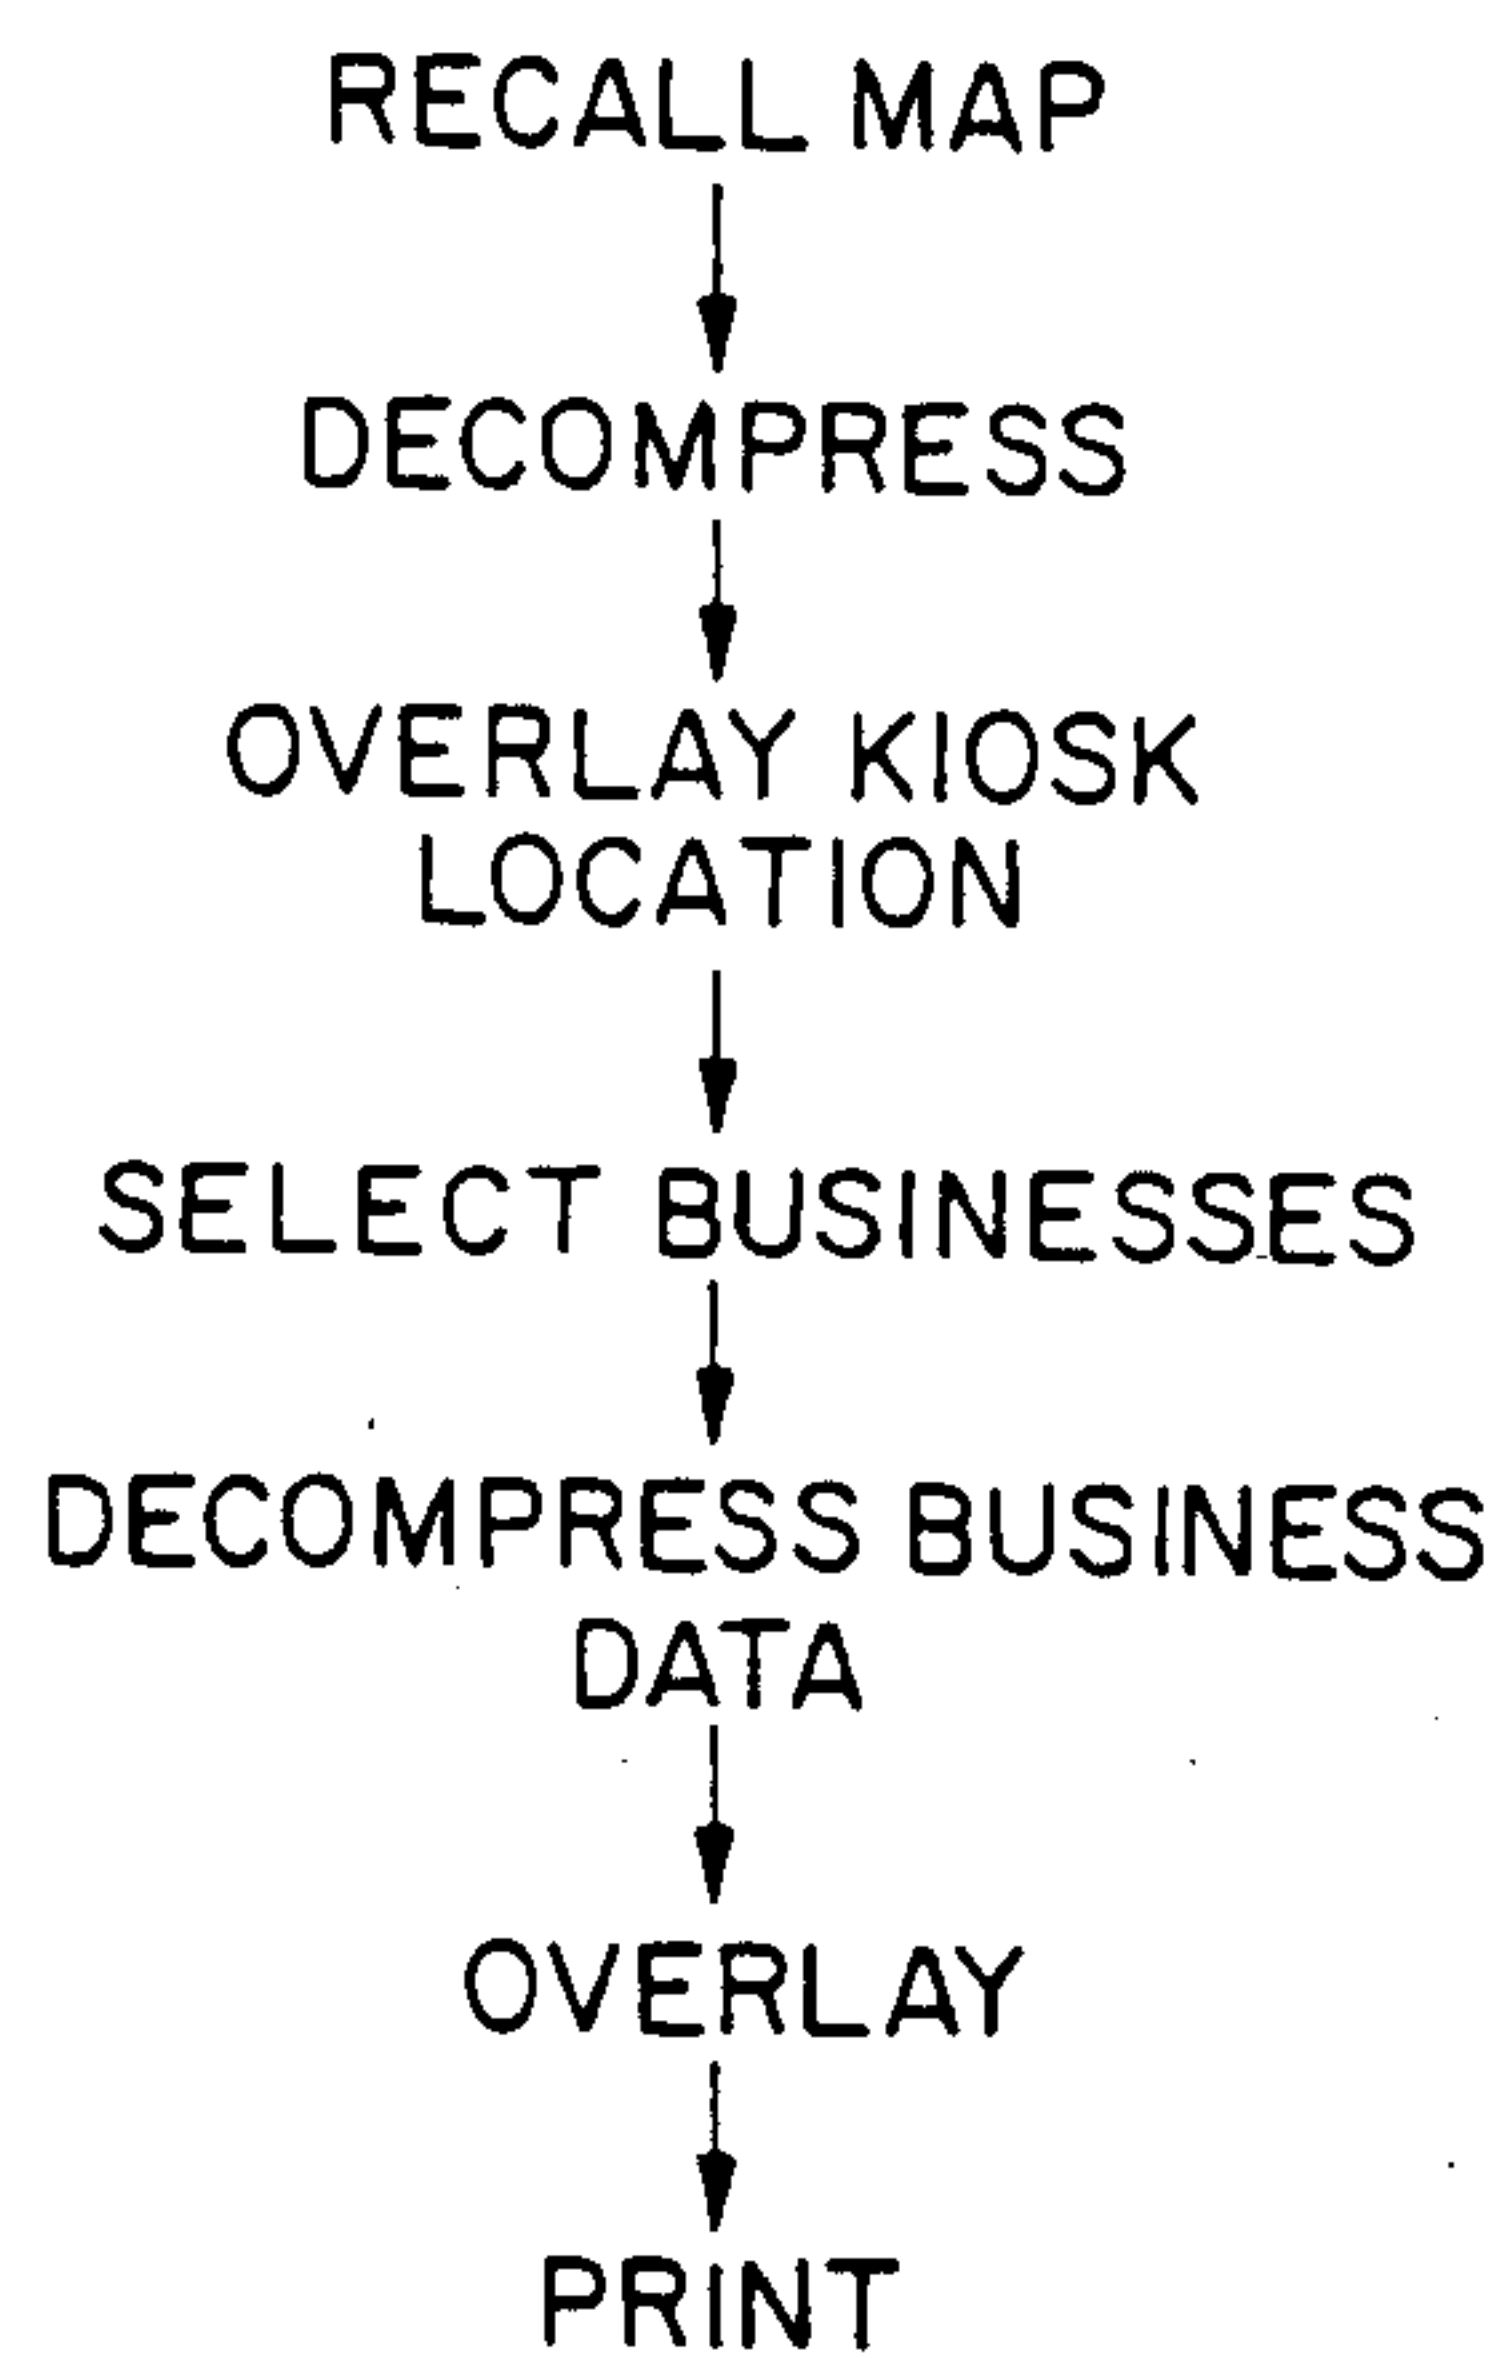 RECALL MAP
DECOMPRESS
OVERLAY KIOSK
LOCATION
SELECT BUSINESSES
DECOMPRESS BUSINESS
DATA
OVERLAY
PRINT